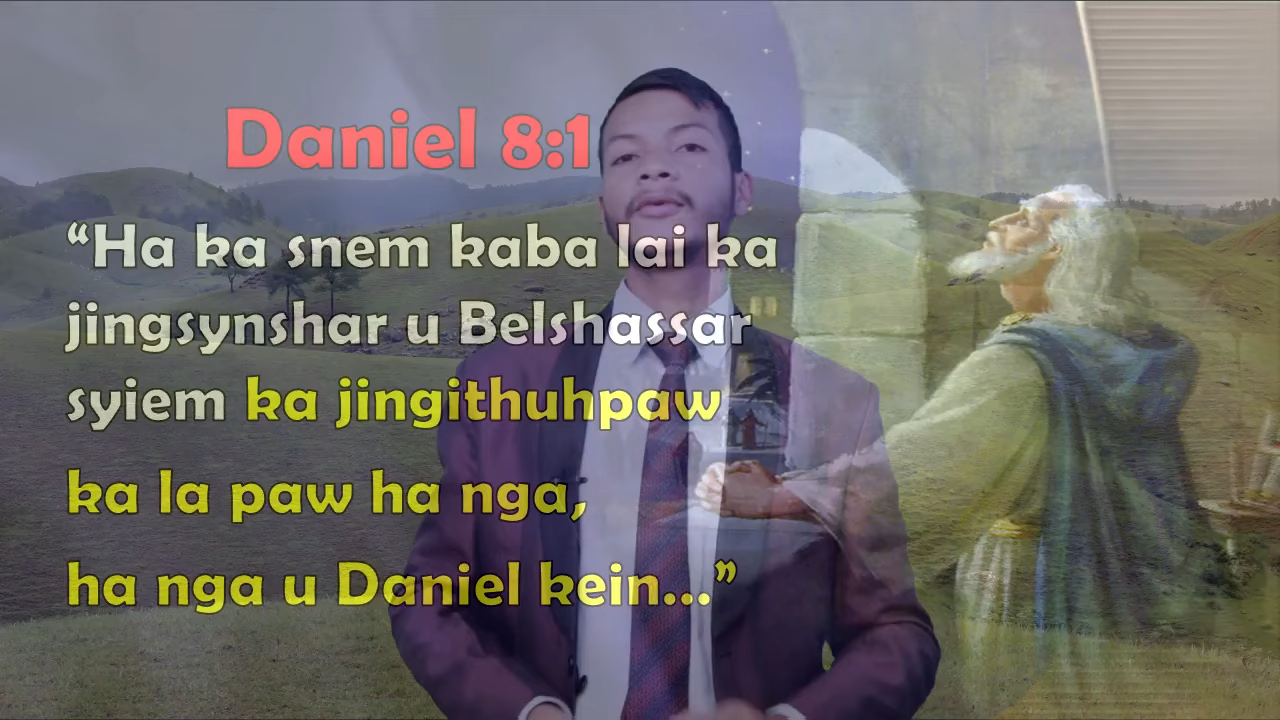 Daniel 8:1
“Ha ka snem kaba lai ka
jingsynshar u Belshassar
syiem ka jingithuhpaw
ka la paw ha nga,
ha nga u Daniel kein...”